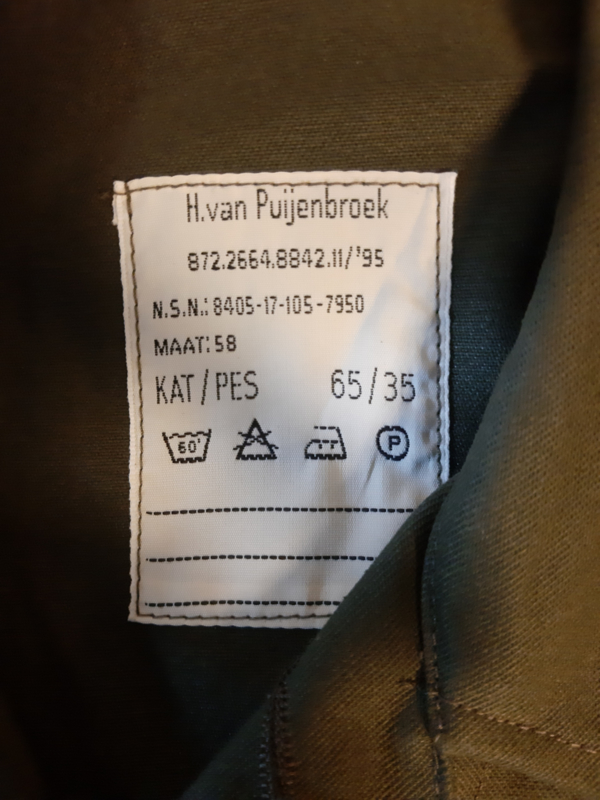 H.van Puijenbroek
872.2664.8842.11/'95
N.S.N.: 8405-17-105-7950
MAAT: 58
KAT/PES 65/35
60°
P